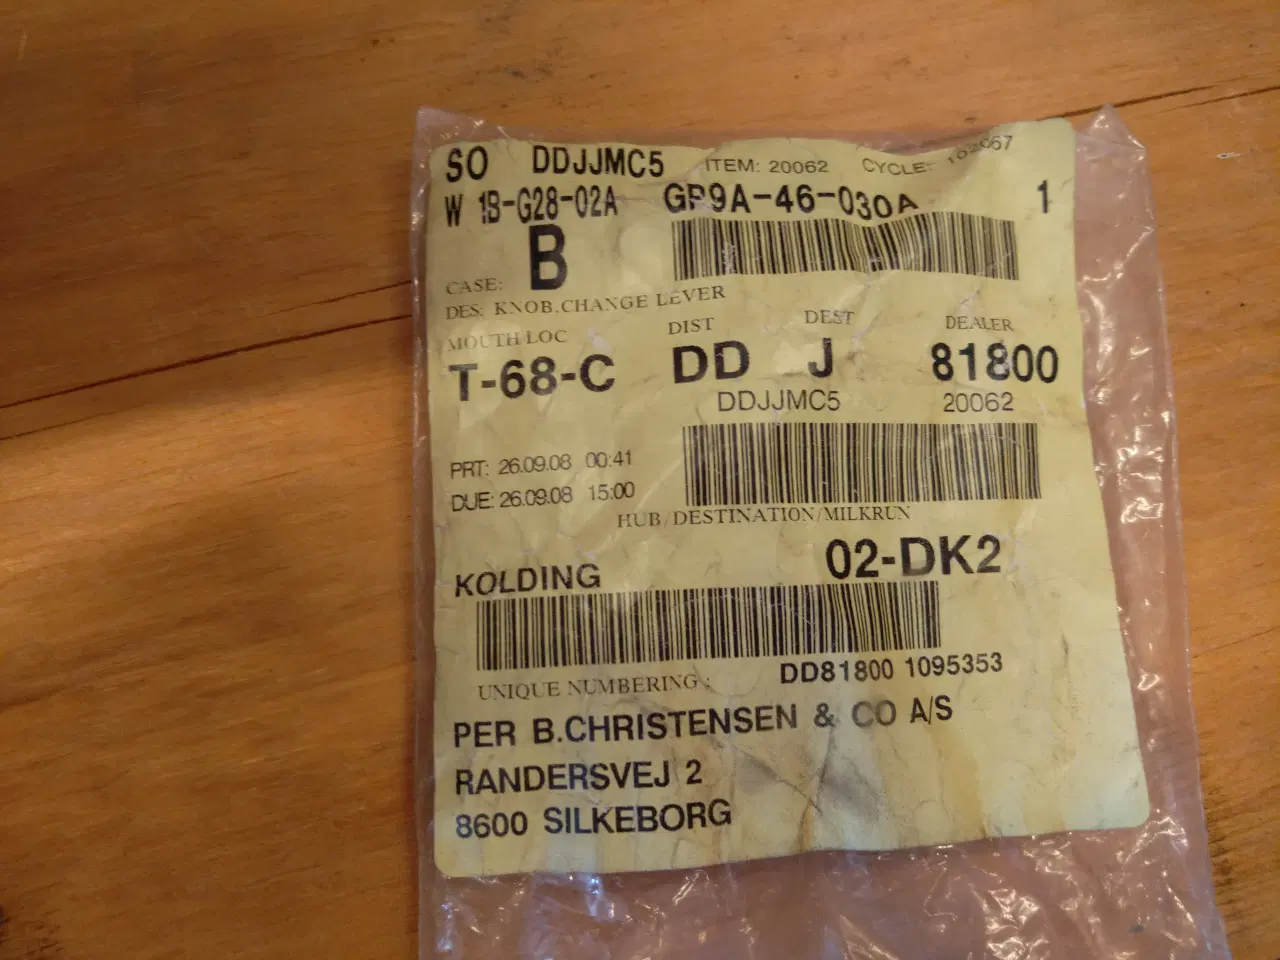 SO DDJJMC5 ITEM: 20062 CYCLE: 102067
W 1B-G28-02A GP9A-46-030A 1
CASE: B
DES: KNOB,CHANGE LEVER
MOUTH LOC DIST DEST DEALER
T-68-C DD J 81800
DDJJMC5 20062
PRT: 26.09.08 00:41
DUE: 26.09.08 15:00
HUB/DESTINATION/MILKRUN
KOLDING 02-DK2
UNIQUE NUMBERING : DD81800 1095353
PER B.CHRISTENSEN & CO A/S
RANDERSVEJ 2
8600 SILKEBORG